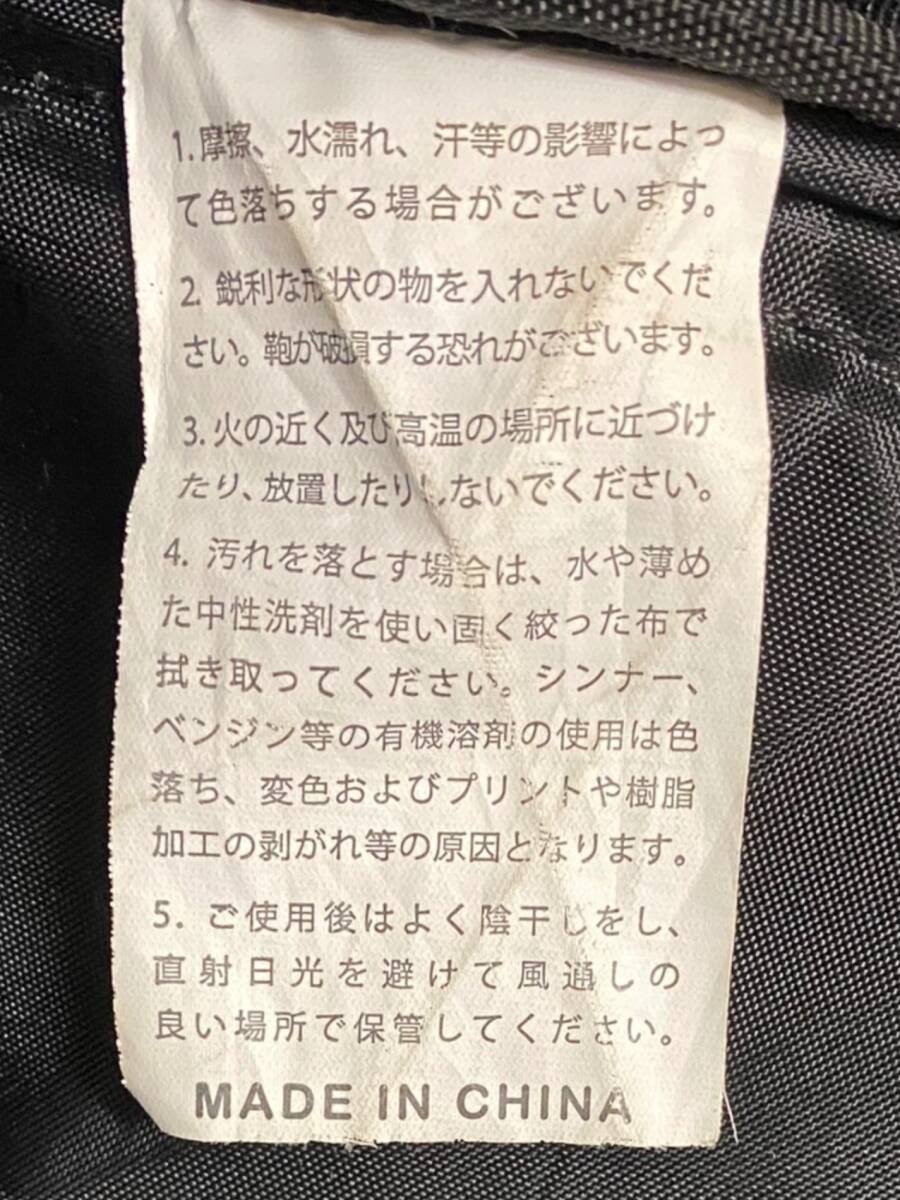 1.摩擦、水濡れ、汗等の影響によっ
て色落ちする場合がございます。
2. 鋭利な形状の物を入れないでくだ
さい。鞄が破損する恐れがございます。
3.火の近く及び高温の場所に近づけ
たり、放置したりしないでください。
4. 汚れを落とす場合は、水や薄め
た中性洗剤を使い固く絞った布で
拭き取ってください。シンナー、
ベンジン等の有機溶剤の使用は色
落ち、変色およびプリントや樹脂
加工の剥がれ等の原因となります。
5. ご使用後はよく陰干しをし、
直射日光を避けて風通しの
良い場所で保管してください。
MADE IN CHINA